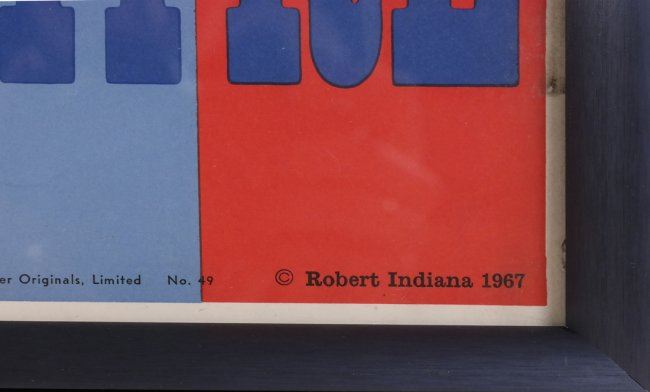 er Originals, Limited No. 49 © Robert Indiana 1967